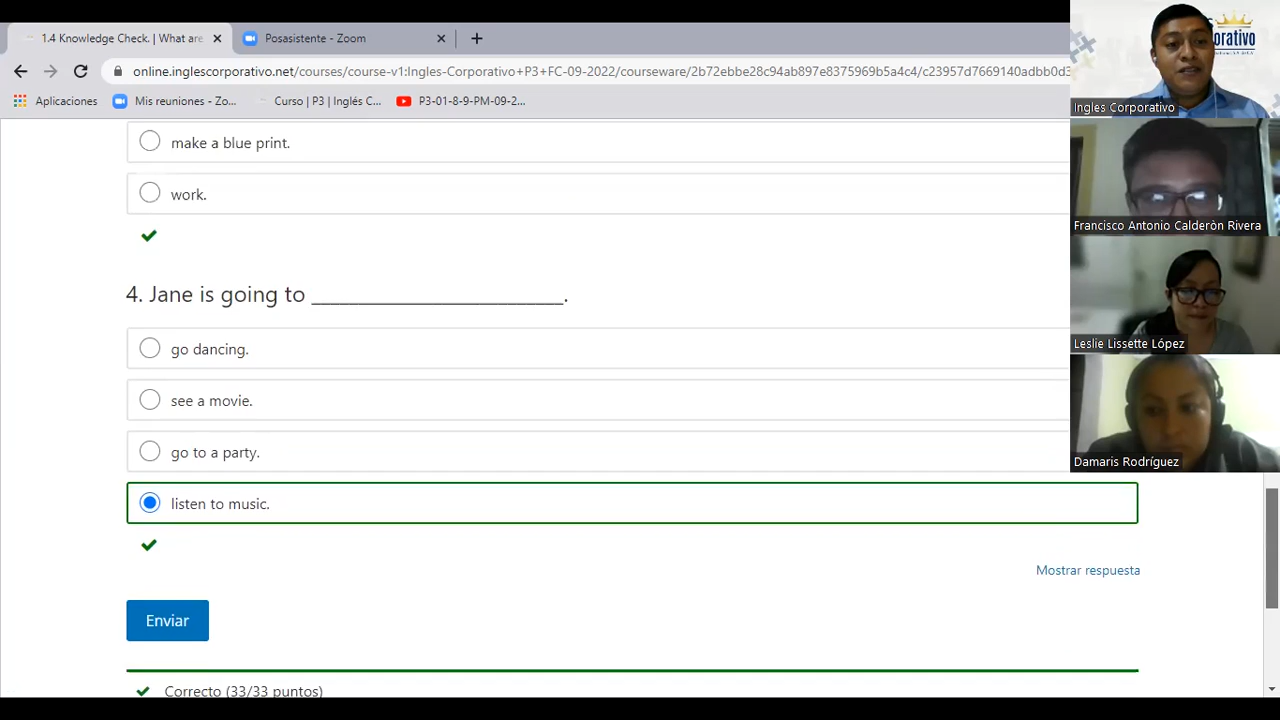 1.4 Knowledge Check. | What are
Posasistente - Zoom
online.inglescorporativo.net/courses/course-v1:Ingles-Corporativo+P3+FC-09-2022/courseware/2b72ebbe28c94ab897e8375969b5a4c4/c23957d7669140adbb0d3
Aplicaciones
Mis reuniones - Zo...
Curso | P3 | Inglés C...
P3-01-8-9-PM-09-2...
make a blue print.
work.
4. Jane is going to ______________________.
go dancing.
see a movie.
go to a party.
listen to music.
Mostrar respuesta
Enviar
Correcto (33/33 puntos)
orativo
Ingles Corporativo
Francisco Antonio Calderòn Rivera
Leslie Lissette López
Damaris Rodríguez